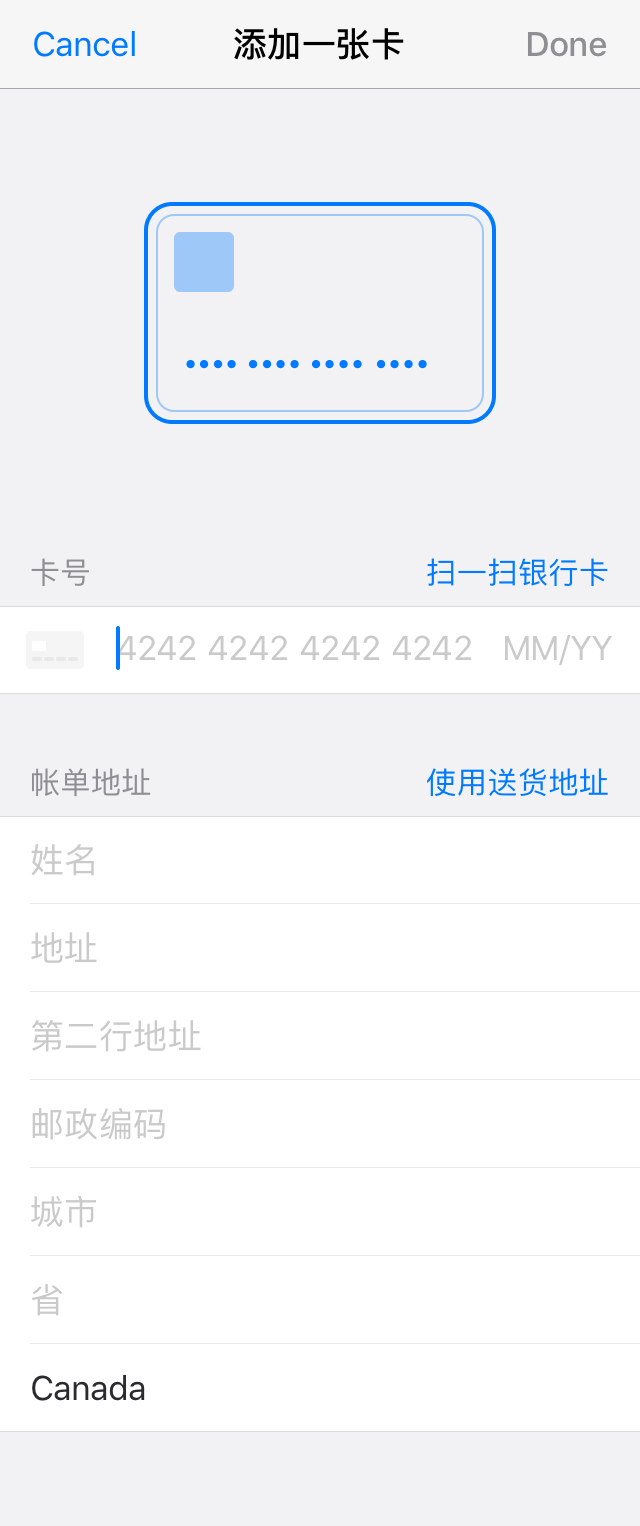 Cancel 添加一张卡 Done
•••• •••• •••• ••••
卡号 扫一扫银行卡
4242 4242 4242 4242 MM/YY
帐单地址 使用送货地址
姓名
地址
第二行地址
邮政编码
城市
省
Canada